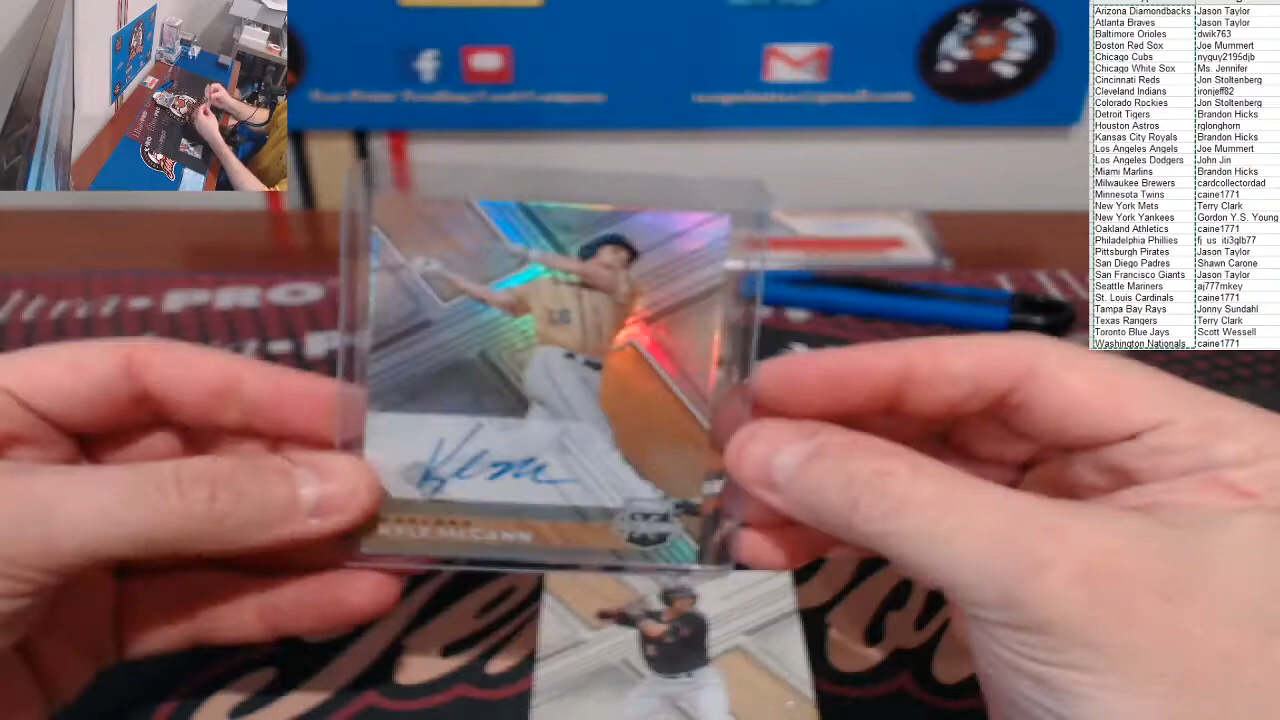 Arizona Diamondbacks Jason Taylor
Atlanta Braves Jason Taylor
Baltimore Orioles dwik763
Boston Red Sox Joe Mummert
Chicago Cubs nyguy2195djb
Chicago White Sox Ms. Jennifer
Cincinnati Reds Jon Stoltenberg
Cleveland Indians ironjeff82
Colorado Rockies Jon Stoltenberg
Detroit Tigers Brandon Hicks
Houston Astros rglonghorn
Kansas City Royals Brandon Hicks
Los Angeles Angels Joe Mummert
Los Angeles Dodgers John Jin
Miami Marlins Brandon Hicks
Milwaukee Brewers cardcollectordad
Minnesota Twins caine1771
New York Mets Terry Clark
New York Yankees Gordon Y.S. Young
Oakland Athletics caine1771
Philadelphia Phillies fj_us_iti3glb77
Pittsburgh Pirates Jason Taylor
San Diego Padres Shawn Carone
San Francisco Giants Jason Taylor
Seattle Mariners aj777mkey
St. Louis Cardinals caine1771
Tampa Bay Rays Jonny Sundahl
Texas Rangers Terry Clark
Toronto Blue Jays Scott Wessell
Washington Nationals caine1771
PRO
KYLE McCANN